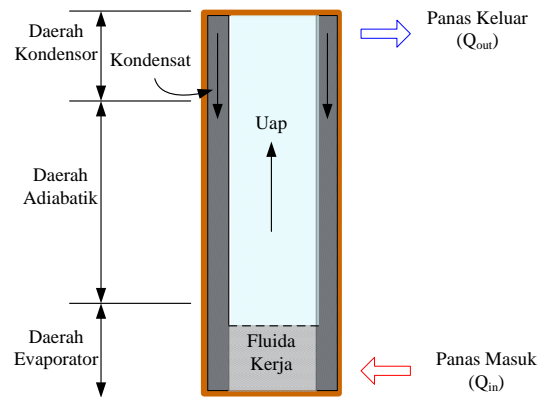 Daerah
Kondensor
Kondensat
Panas Keluar
(Qout)
Uap
Daerah
Adiabatik
Daerah
Evaporator
Fluida
Kerja
Panas Masuk
(Qin)